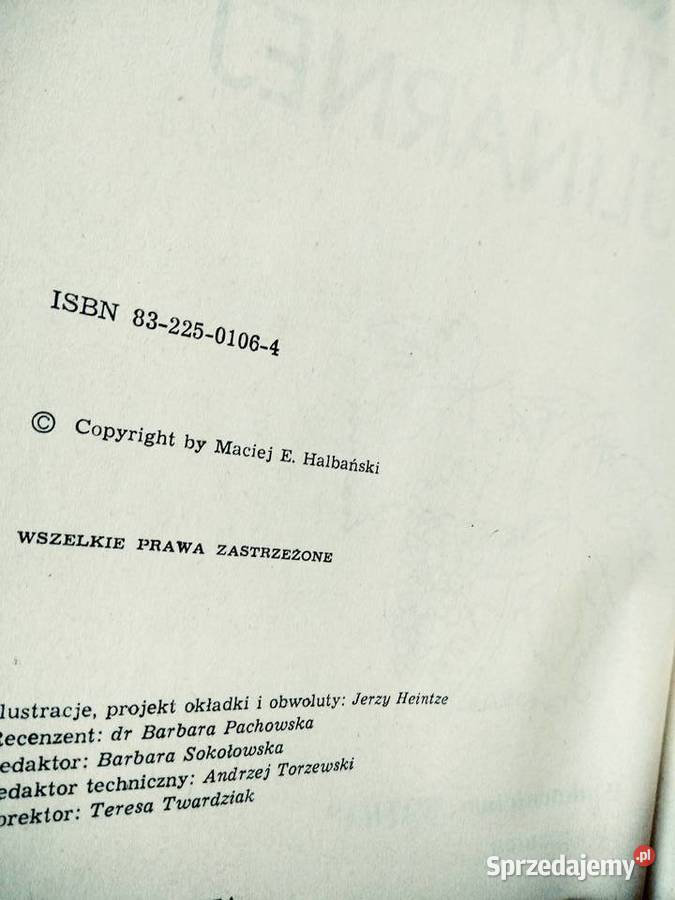 ISBN 83-225-0106-4
© Copyright by Maciej E. Halbański
WSZELKIE PRAWA ZASTRZEŻONE
lustracje, projekt okładki i obwoluty: Jerzy Heintze
Recenzent: dr Barbara Pachowska
edaktor: Barbara Sokołowska
edaktor techniczny: Andrzej Torzewski
orektor: Teresa Twardziak
Sprzedajemy.pl